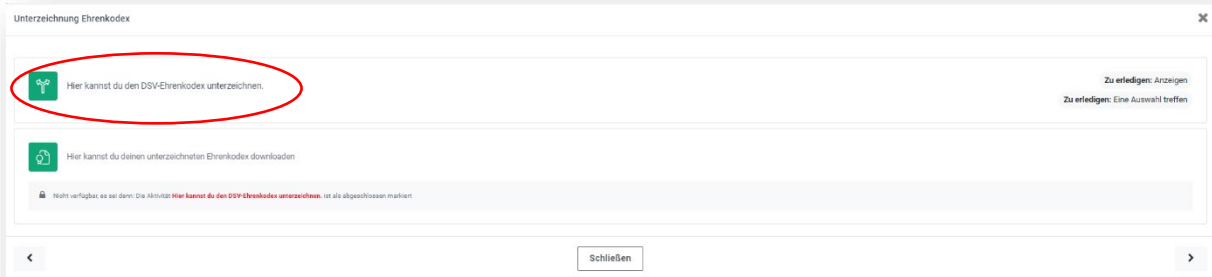 Unterzeichnung Ehrenkodex
Hier kannst du den DSV-Ehrenkodex unterzeichnen.
Zu erledigen: Anzeigen
Zu erledigen: Eine Auswahl treffen
Hier kannst du deinen unterzeichneten Ehrenkodex downloaden
Nicht verfügbar, es sei denn: Die Aktivität Hier kannst du den DSV-Ehrenkodex unterzeichnen. ist als abgeschlossen markiert
Schließen